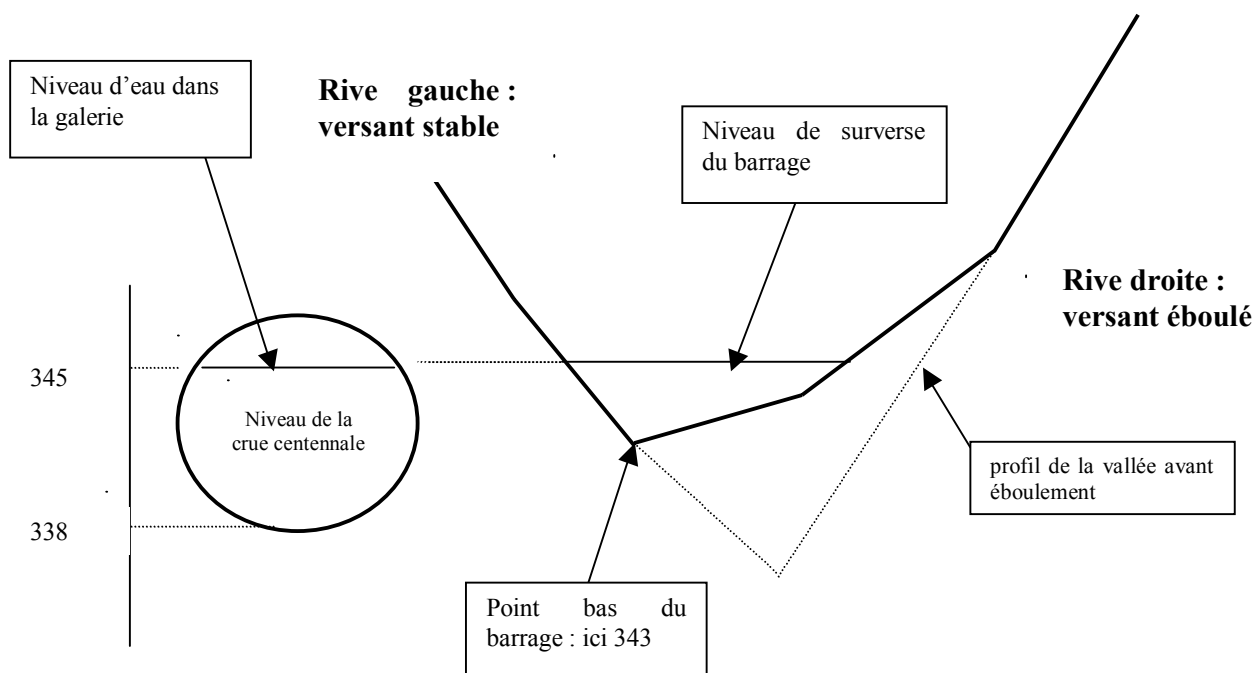 Niveau d'eau dans
la galerie
Rive gauche :
versant stable
Niveau de surverse
du barrage
Rive droite :
versant éboulé
345
Niveau de la
crue centennale
338
profil de la vallée avant
éboulement
Point bas du
barrage : ici 343